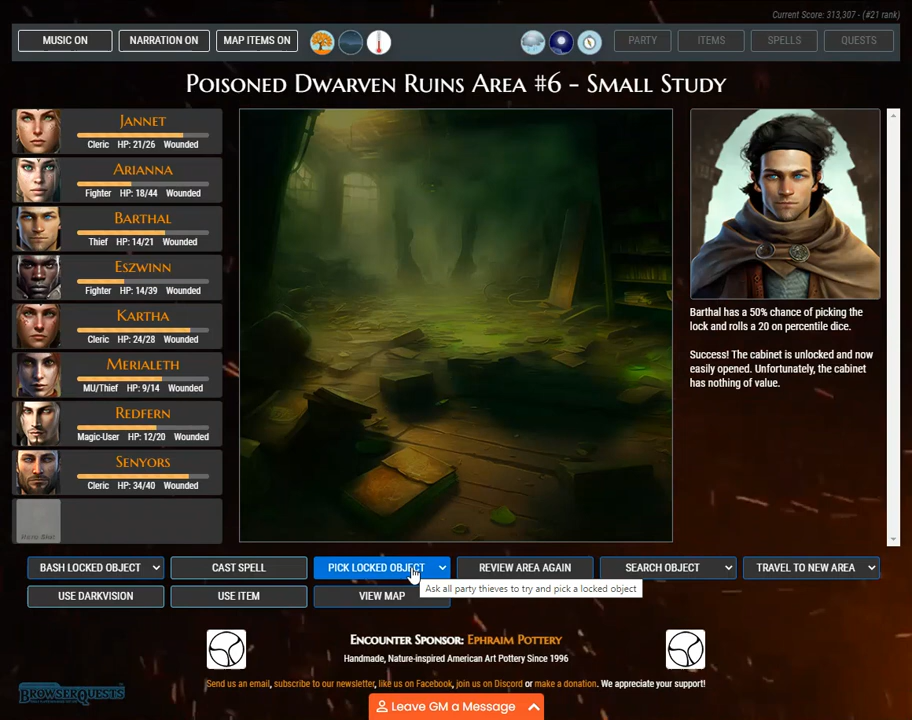 Current Score: 313,307 - (#21 rank)
MUSIC ON
NARRATION ON
MAP ITEMS ON
PARTY
ITEMS
SPELLS
QUESTS
Poisoned Dwarven Ruins Area #6 - Small Study
Jannet
Cleric HP: 21/26 Wounded
Arianna
Fighter HP: 18/44 Wounded
Barthal
Thief HP: 14/21 Wounded
Eszwinn
Fighter HP: 14/39 Wounded
Kartha
Cleric HP: 24/28 Wounded
Merialeth
MU/Thief HP: 9/14 Wounded
Redfern
Magic-User HP: 12/20 Wounded
Senyors
Cleric HP: 34/40 Wounded
Barthal has a 50% chance of picking the
lock and rolls a 20 on percentile dice.
Success! The cabinet is unlocked and now
easily opened. Unfortunately, the cabinet
has nothing of value.
BASH LOCKED OBJECT
CAST SPELL
PICK LOCKED OBJECT
REVIEW AREA AGAIN
SEARCH OBJECT
TRAVEL TO NEW AREA
USE DARKVISION
USE ITEM
VIEW MAP
Ask all party thieves to try and pick a locked object
Encounter Sponsor: Ephraim Pottery
Handmade, Nature-inspired American Art Pottery Since 1996
Send us an email, subscribe to our newsletter, like us on Facebook, join us on Discord or make a donation. We appreciate your support!
BrowserQuests
Leave GM a Message